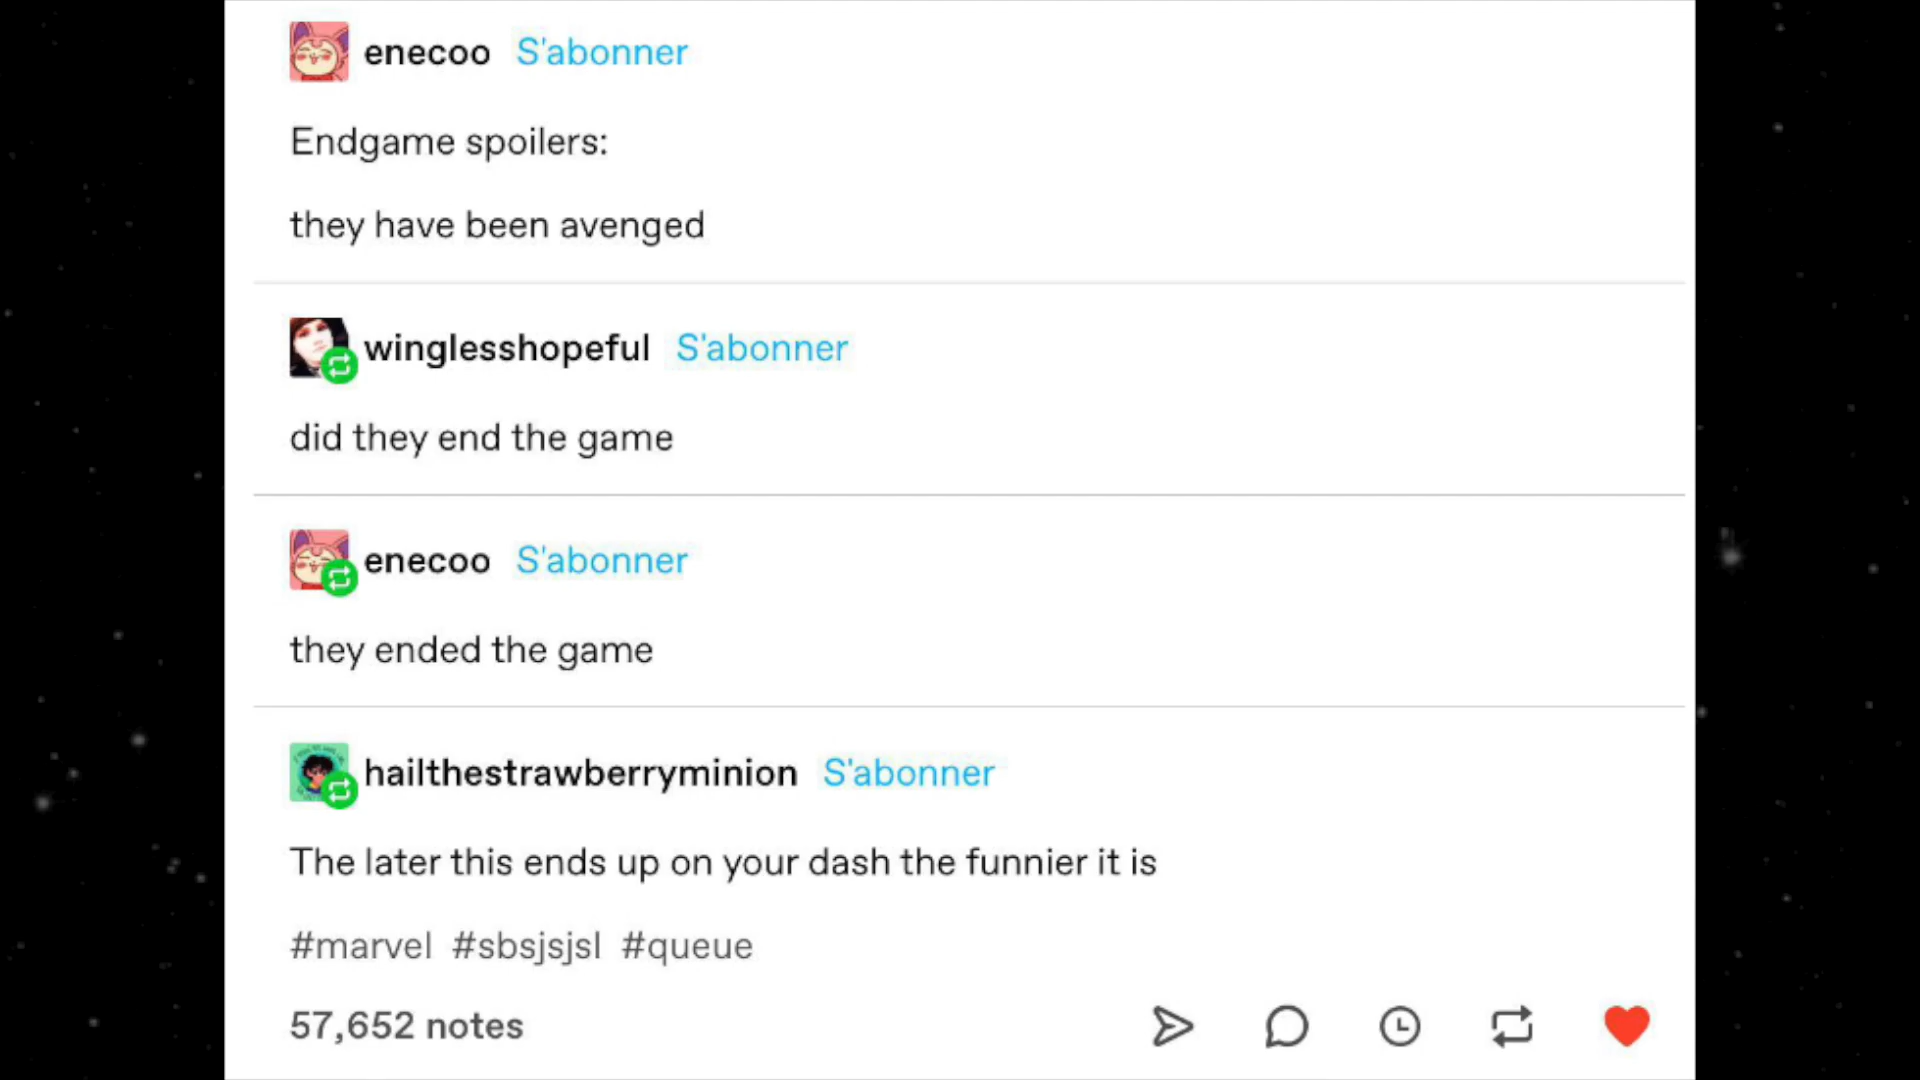 enecoo S'abonner
Endgame spoilers:
they have been avenged
winglesshopeful S'abonner
did they end the game
enecoo S'abonner
they ended the game
hailthestrawberryminion S'abonner
The later this ends up on your dash the funnier it is
#marvel #sbsjsjsl #queue
57,652 notes